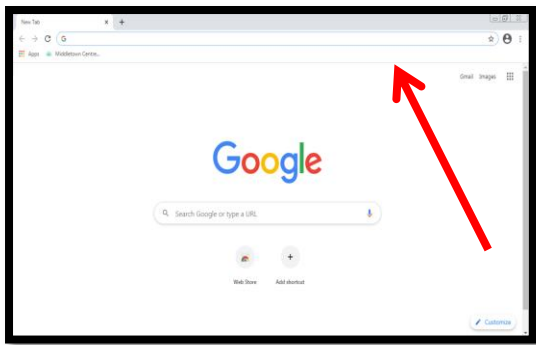 New Tab
G
Apps Middletown Centre...
Gmail Images
Google
Search Google or type a URL
Web Store Add shortcut
Customize